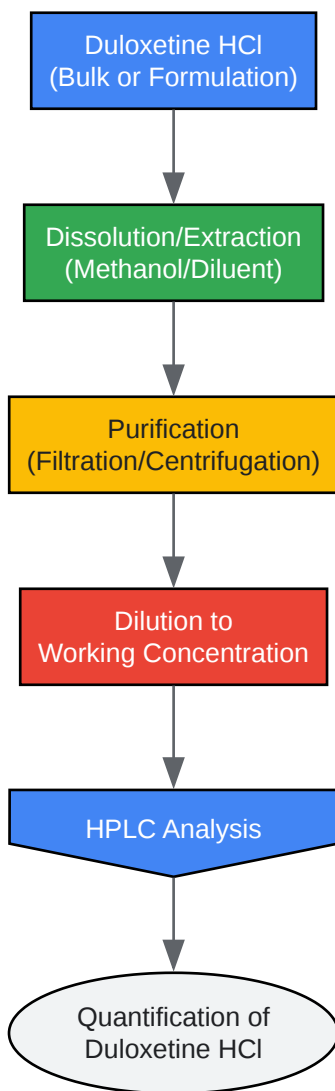 Duloxetine HCl
(Bulk or Formulation)
Dissolution/Extraction
(Methanol/Diluent)
Purification
(Filtration/Centrifugation)
Dilution to
Working Concentration
HPLC Analysis
Quantification of
Duloxetine HCl